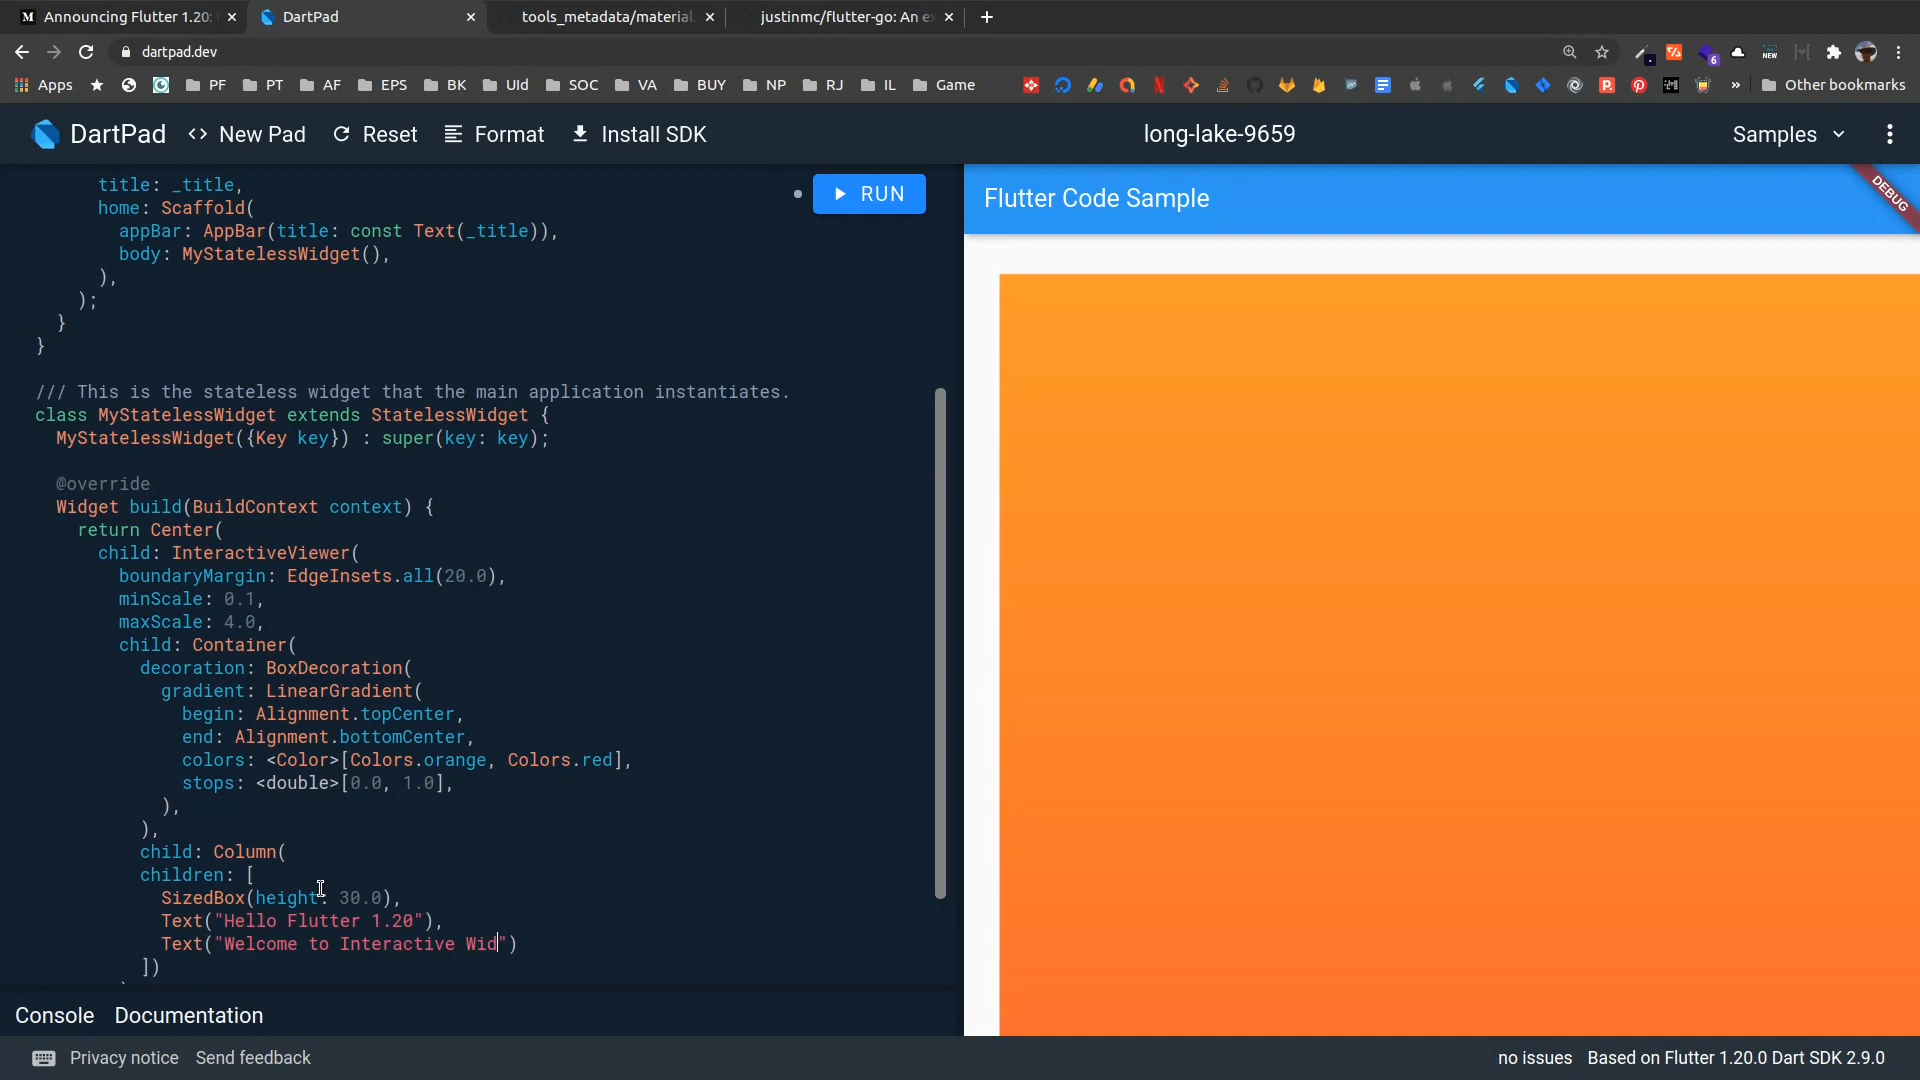 Announcing Flutter 1.20:
DartPad
tools_metadata/material
justinmc/flutter-go: An e
dartpad.dev
6
NEW
Apps
PF
PT
AF
EPS
BK
UId
SOC
VA
BUY
NP
RJ
IL
Game
Other bookmarks
DartPad
New Pad
Reset
Format
Install SDK
long-lake-9659
Samples
title: _title,
home: Scaffold(
appBar: AppBar(title: const Text(_title)),
body: MyStatelessWidget(),
),
);
}
}
/// This is the stateless widget that the main application instantiates.
class MyStatelessWidget extends StatelessWidget {
MyStatelessWidget({Key key}) : super(key: key);
@override
Widget build(BuildContext context) {
return Center(
child: InteractiveViewer(
boundaryMargin: EdgeInsets.all(20.0),
minScale: 0.1,
maxScale: 4.0,
child: Container(
decoration: BoxDecoration(
gradient: LinearGradient(
begin: Alignment.topCenter,
end: Alignment.bottomCenter,
colors: <Color>[Colors.orange, Colors.red],
stops: <double>[0.0, 1.0],
),
),
child: Column(
children: [
SizedBox(height: 30.0),
Text("Hello Flutter 1.20"),
Text("Welcome to Interactive Wid")
])
RUN
Flutter Code Sample
DEBUG
Console
Documentation
Privacy notice
Send feedback
no issues
Based on Flutter 1.20.0 Dart SDK 2.9.0